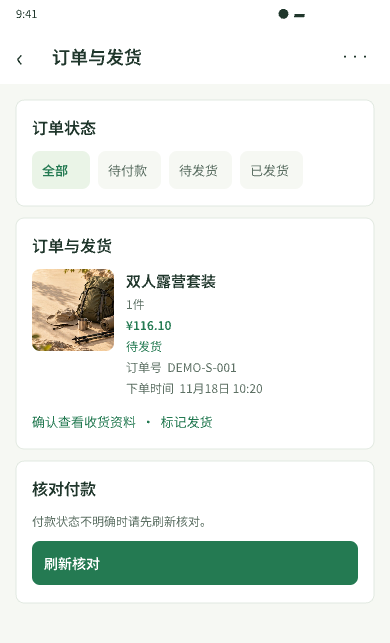 9:41
‹ 订单与发货 ···
订单状态
全部 待付款 待发货 已发货
订单与发货
双人露营套装
1件
¥116.10
待发货
订单号 DEMO-S-001
下单时间 11月18日 10:20
确认查看收货资料 · 标记发货
核对付款
付款状态不明确时请先刷新核对。
刷新核对